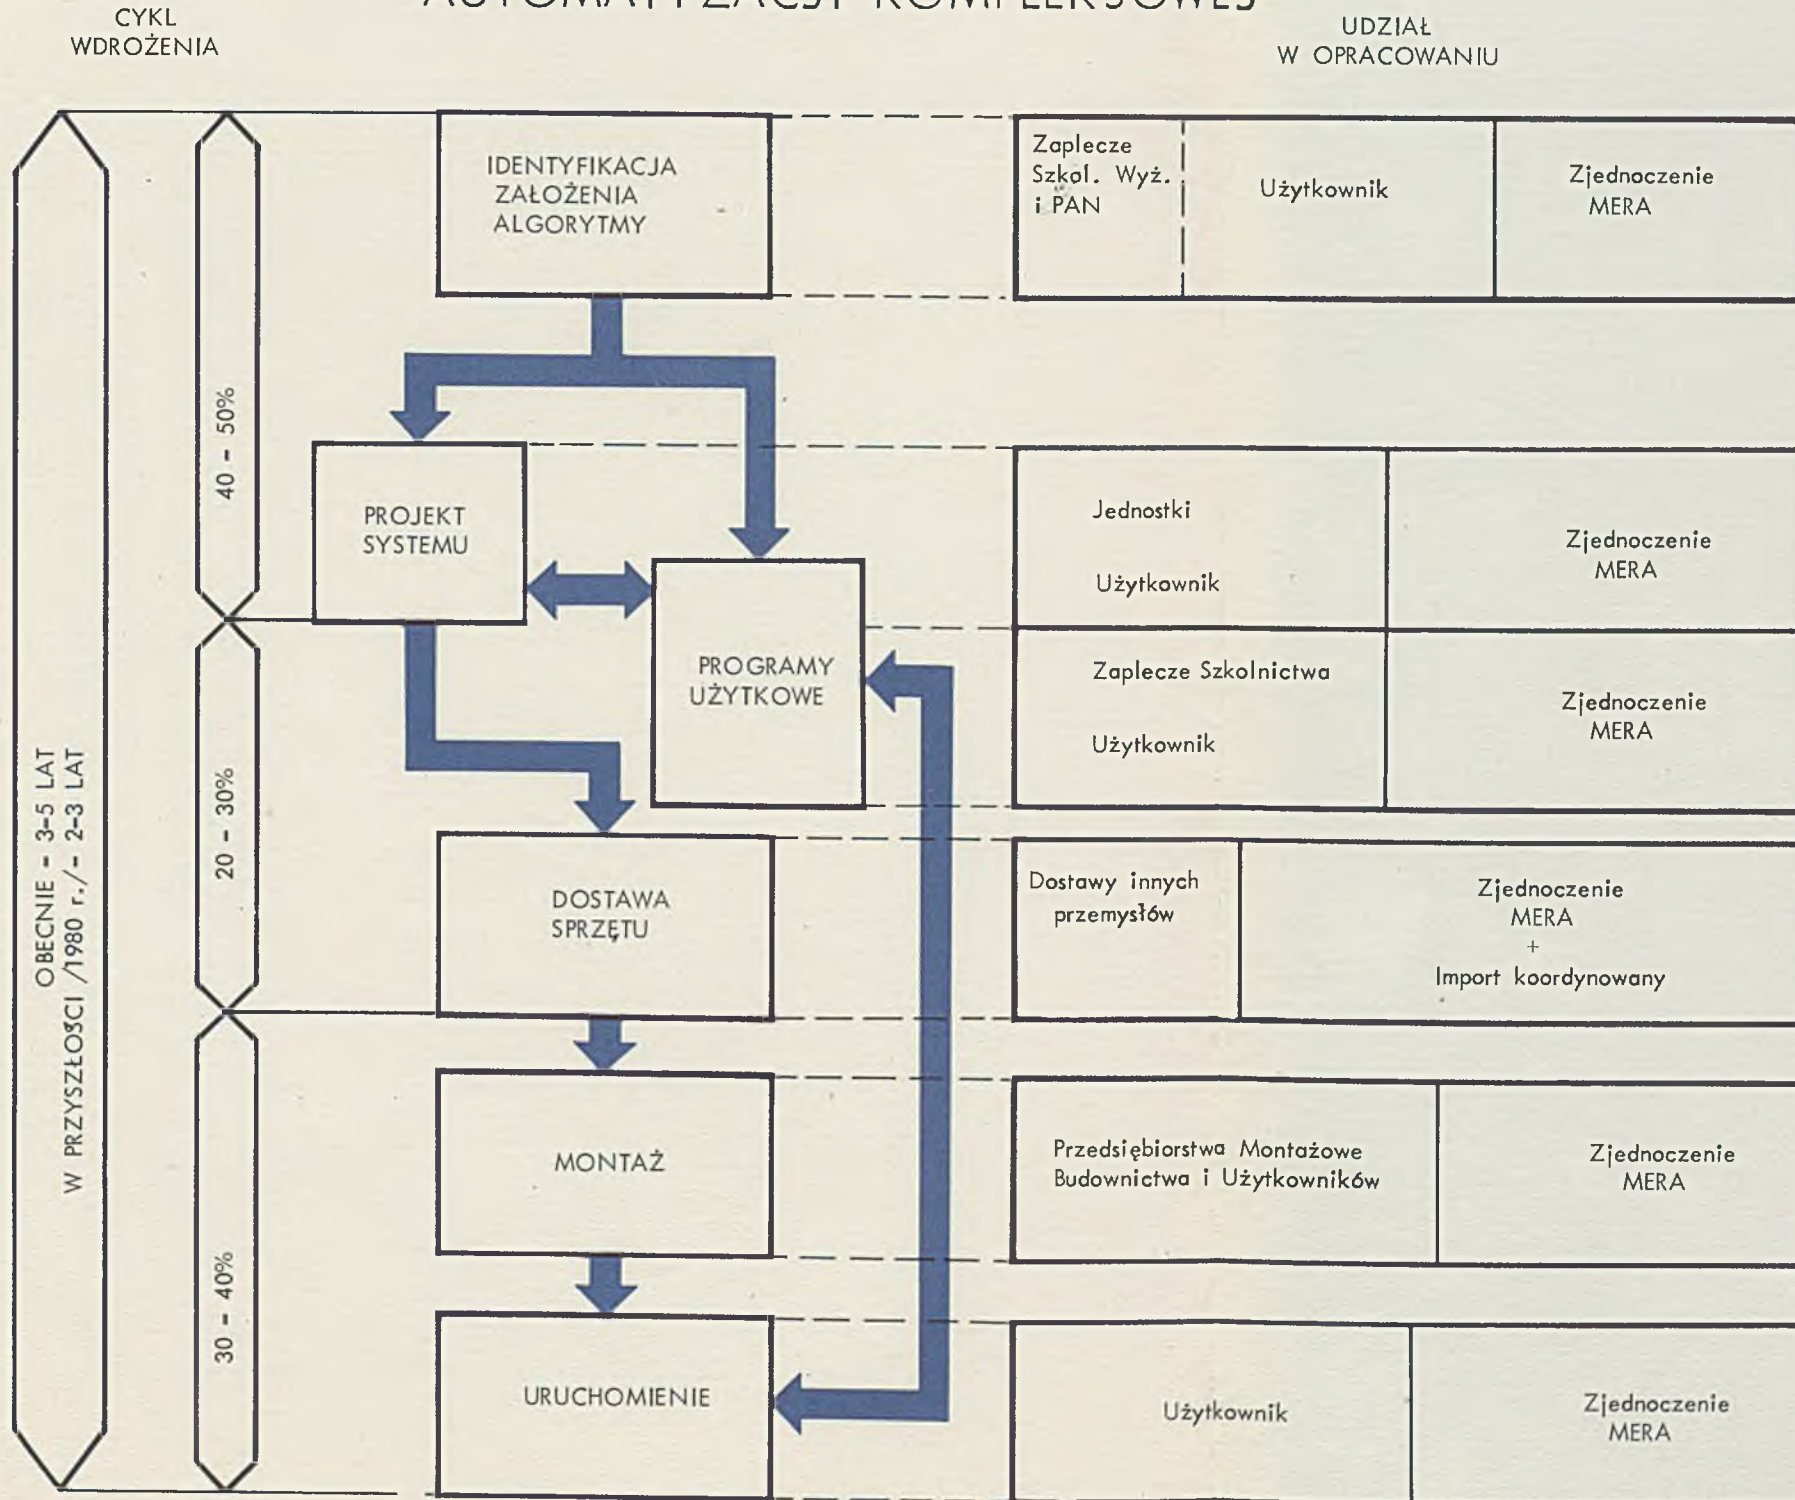 AUTOMATYZACJI KOMPLEKSOWEJ
CYKL
WDROŻENIA
UDZIAŁ
W OPRACOWANIU
OBECNIE - 3-5 LAT
W PRZYSZŁOŚCI /1980 r./ - 2-3 LAT
40 - 50%
20 - 30%
30 - 40%
IDENTYFIKACJA
ZAŁOŻENIA
ALGORYTMY
Zaplecze
Szkol. Wyż.
i PAN
Użytkownik
Zjednoczenie
MERA
PROJEKT
SYSTEMU
Jednostki
Użytkownik
Zjednoczenie
MERA
PROGRAMY
UŻYTKOWE
Zaplecze Szkolnictwa
Użytkownik
Zjednoczenie
MERA
DOSTAWA
SPRZĘTU
Dostawy innych
przemysłów
Zjednoczenie
MERA
+
Import koordynowany
MONTAŻ
Przedsiębiorstwa Montażowe
Budownictwa i Użytkowników
Zjednoczenie
MERA
URUCHOMIENIE
Użytkownik
Zjednoczenie
MERA